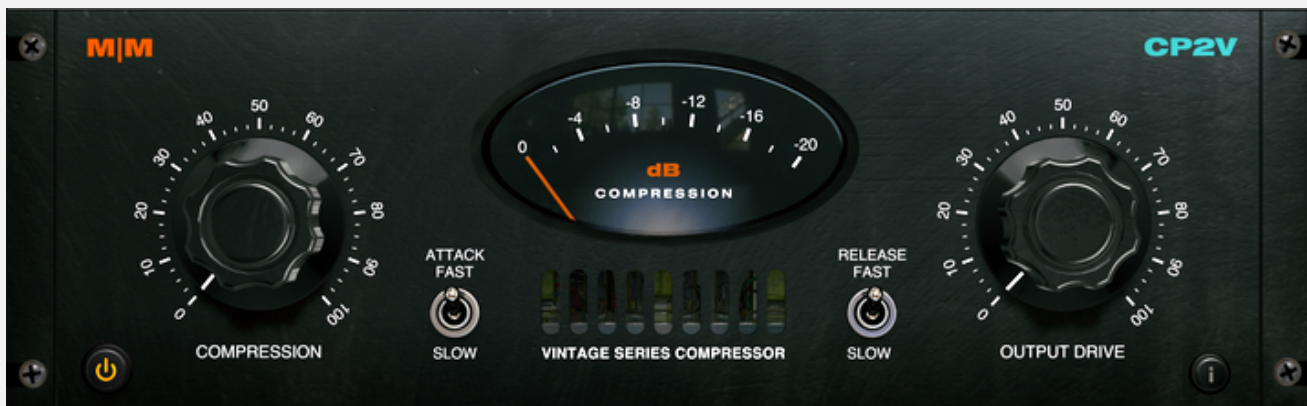 M|M
CP2V
0
10
20
30
40
50
60
70
80
90
100
COMPRESSION
ATTACK
FAST
SLOW
0
-4
-8
-12
-16
-20
dB
COMPRESSION
VINTAGE SERIES COMPRESSOR
RELEASE
FAST
SLOW
0
10
20
30
40
50
60
70
80
90
100
OUTPUT DRIVE
i